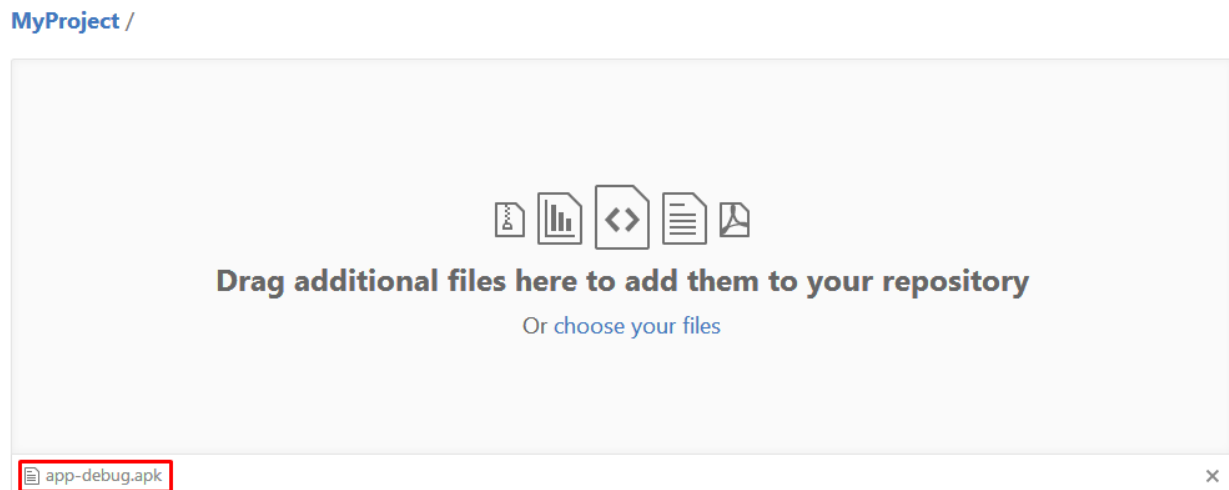 MyProject /
Drag additional files here to add them to your repository
Or choose your files
app-debug.apk